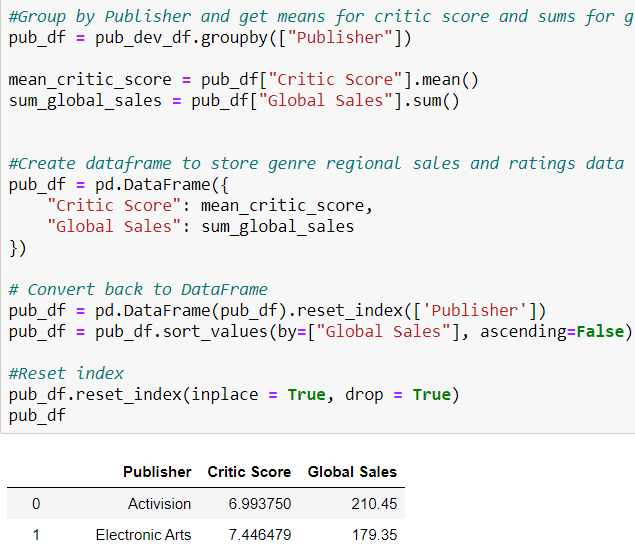 #Group by Publisher and get means for critic score and sums for g
pub_df = pub_dev_df.groupby(["Publisher"])
mean_critic_score = pub_df["Critic Score"].mean()
sum_global_sales = pub_df["Global Sales"].sum()
#Create dataframe to store genre regional sales and ratings data
pub_df = pd.DataFrame({
    "Critic Score": mean_critic_score,
    "Global Sales": sum_global_sales
})
# Convert back to DataFrame
pub_df = pd.DataFrame(pub_df).reset_index(['Publisher'])
pub_df = pub_df.sort_values(by=["Global Sales"], ascending=False)
#Reset index
pub_df.reset_index(inplace = True, drop = True)
pub_df
Publisher Critic Score Global Sales
0 Activision 6.993750 210.45
1 Electronic Arts 7.446479 179.35